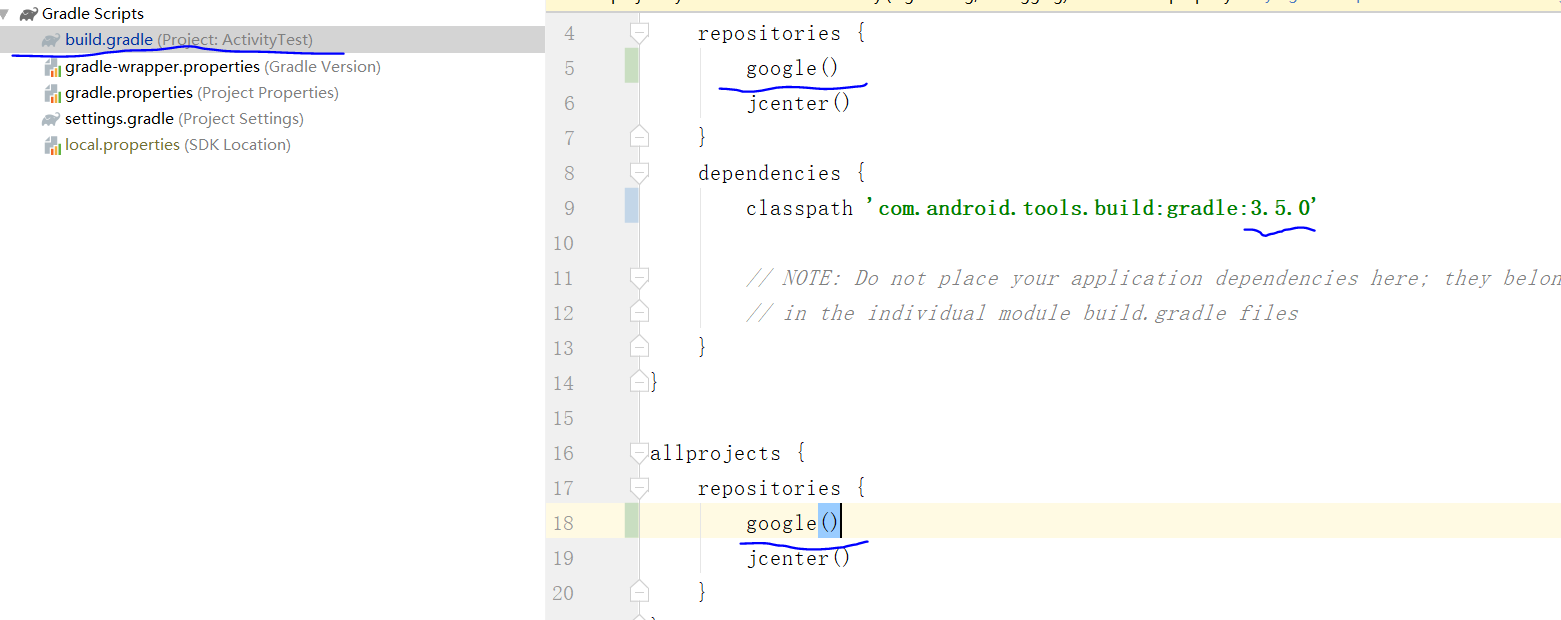 Gradle Scripts
build.gradle (Project: ActivityTest)
gradle-wrapper.properties (Gradle Version)
gradle.properties (Project Properties)
settings.gradle (Project Settings)
local.properties (SDK Location)
4 repositories {
5 google()
6 jcenter()
7 }
8 dependencies {
9 classpath 'com.android.tools.build:gradle:3.5.0'
10
11 // NOTE: Do not place your application dependencies here; they belon
12 // in the individual module build.gradle files
13 }
14 }
15
16 allprojects {
17 repositories {
18 google()
19 jcenter()
20 }